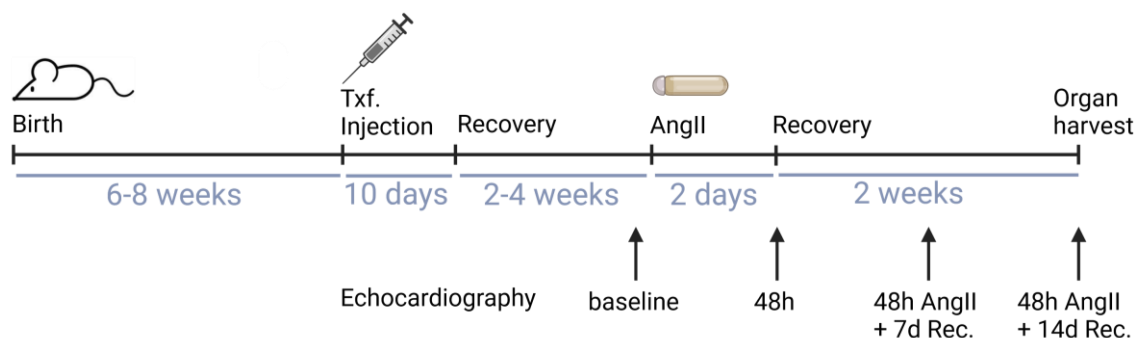 Birth
Txf.
Injection
Recovery
AngII
Recovery
Organ
harvest
6-8 weeks
10 days
2-4 weeks
2 days
2 weeks
Echocardiography
baseline
48h
48h AngII
+ 7d Rec.
48h AngII
+ 14d Rec.